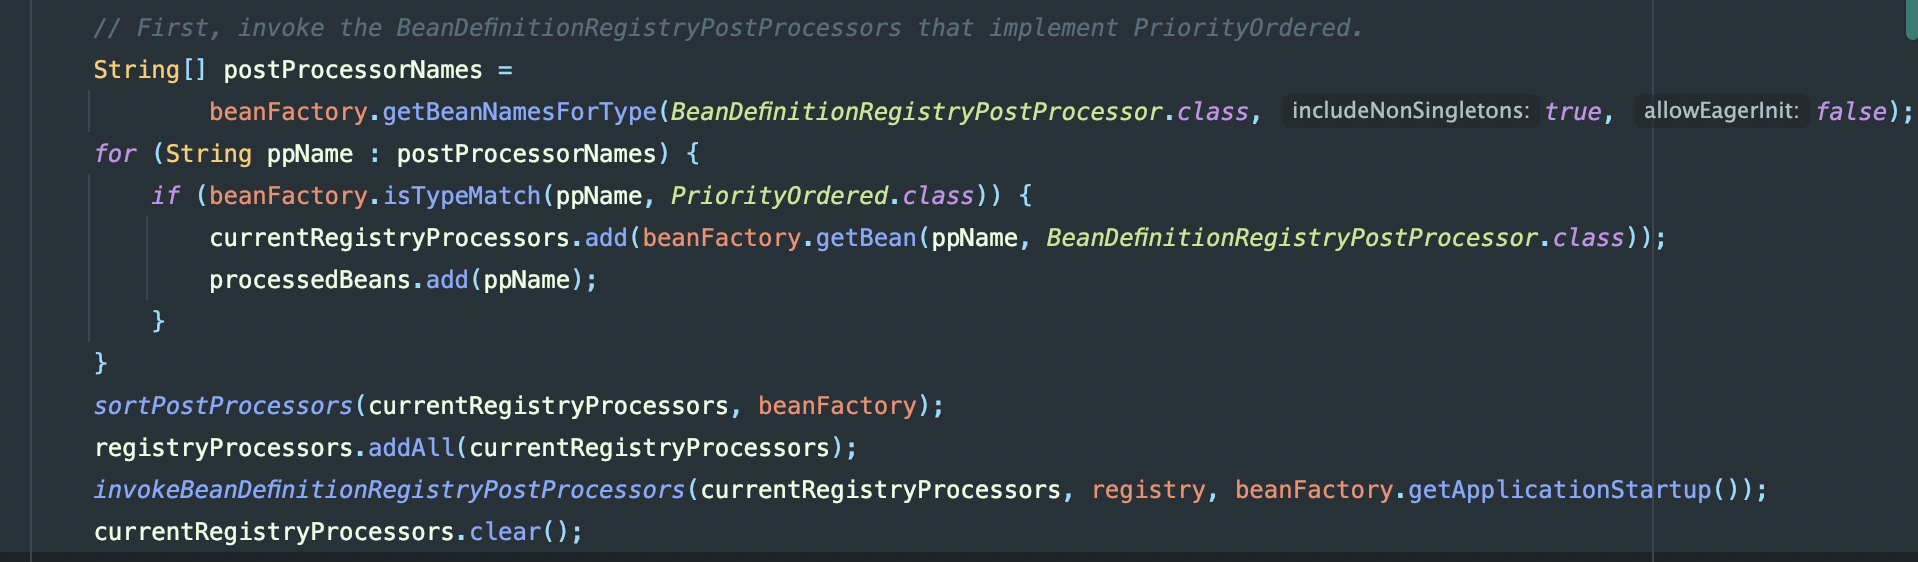 // First, invoke the BeanDefinitionRegistryPostProcessors that implement PriorityOrdered.
String[] postProcessorNames =
beanFactory.getBeanNamesForType(BeanDefinitionRegistryPostProcessor.class, includeNonSingletons: true, allowEagerInit: false);
for (String ppName : postProcessorNames) {
if (beanFactory.isTypeMatch(ppName, PriorityOrdered.class)) {
currentRegistryProcessors.add(beanFactory.getBean(ppName, BeanDefinitionRegistryPostProcessor.class));
processedBeans.add(ppName);
}
}
sortPostProcessors(currentRegistryProcessors, beanFactory);
registryProcessors.addAll(currentRegistryProcessors);
invokeBeanDefinitionRegistryPostProcessors(currentRegistryProcessors, registry, beanFactory.getApplicationStartup());
currentRegistryProcessors.clear();